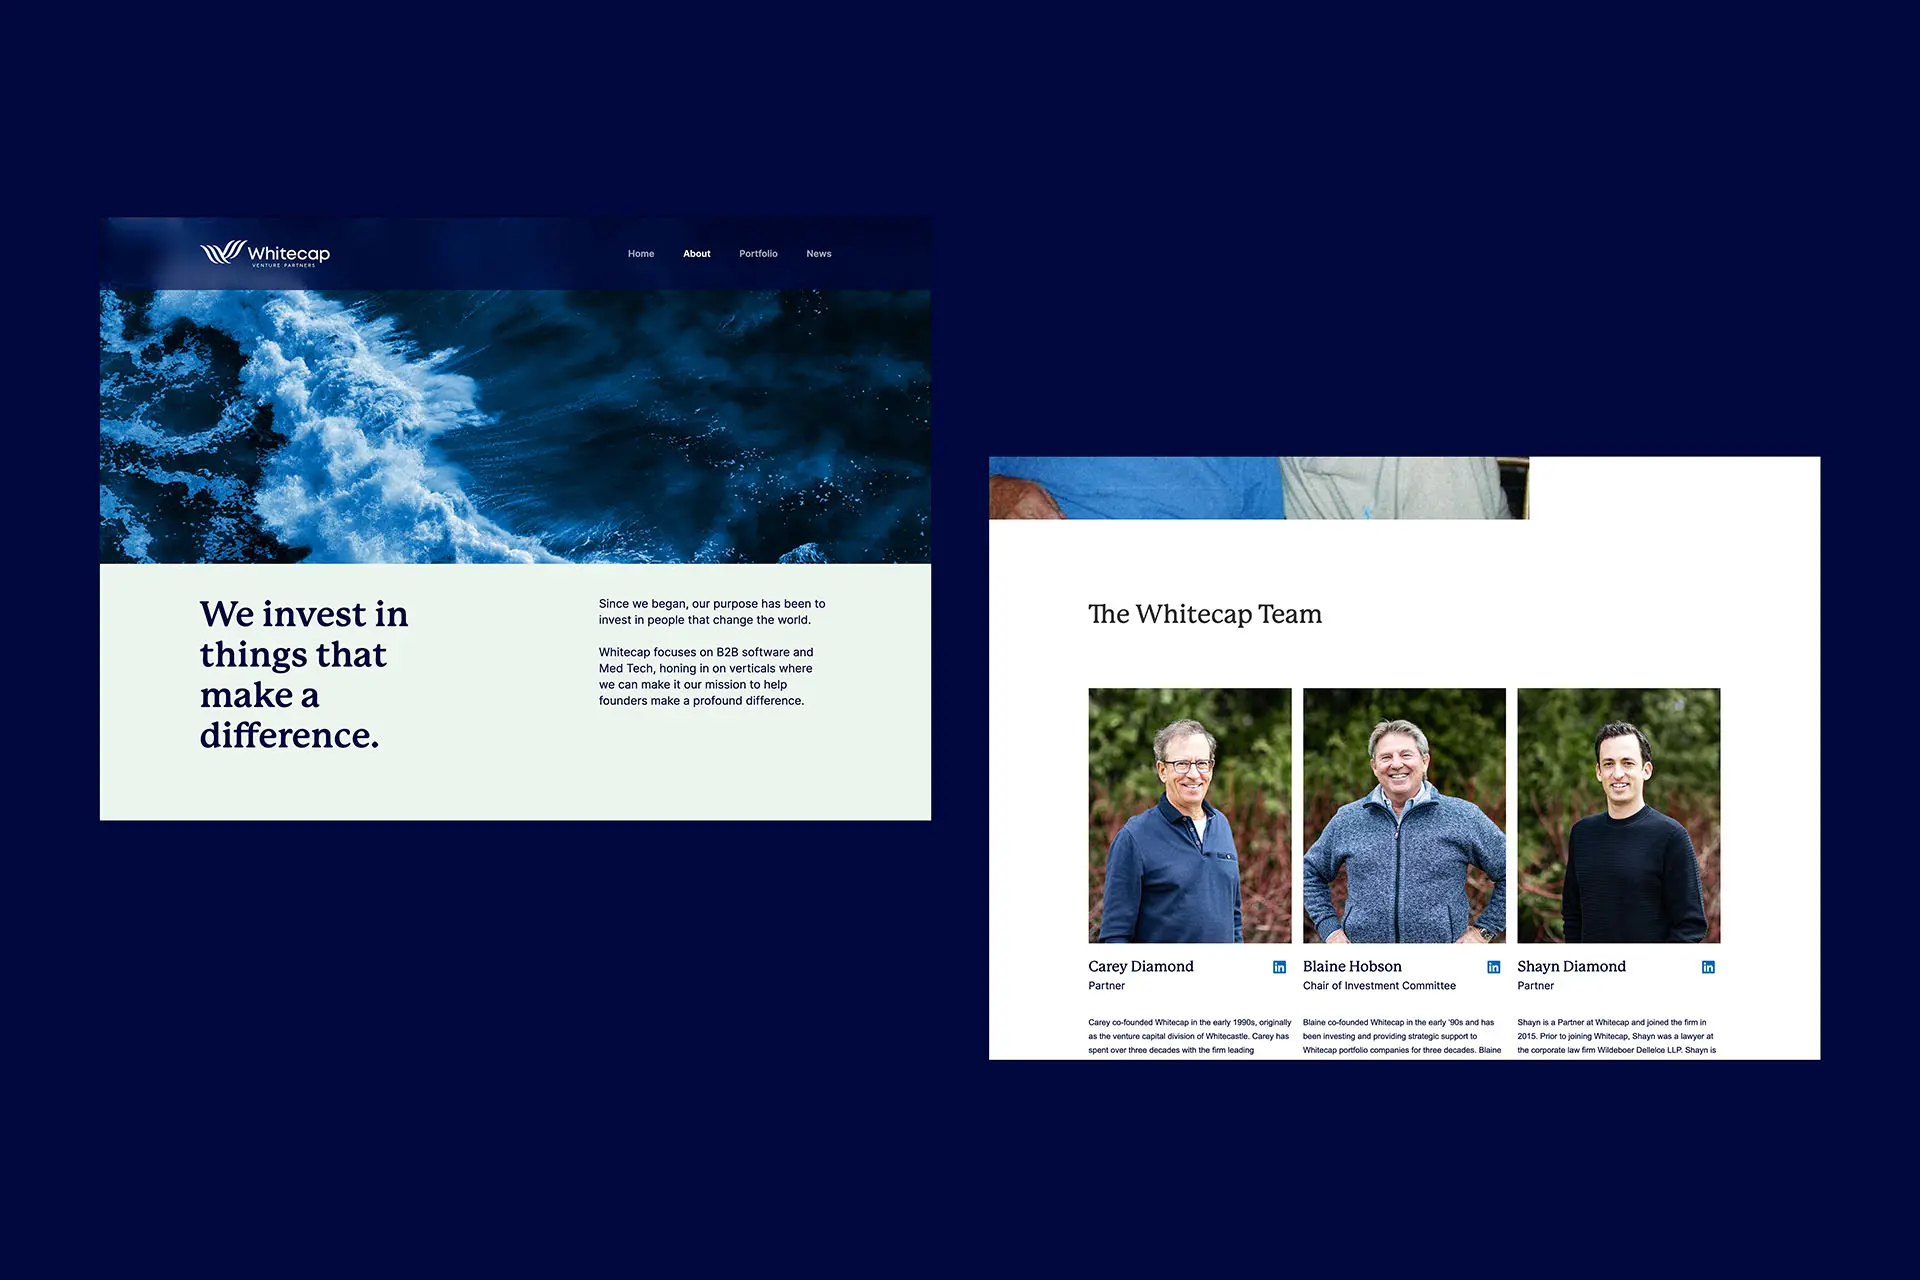 Whitecap
VENTURE PARTNERS
Home About Portfolio News
We invest in
things that
make a
difference.
Since we began, our purpose has been to
invest in people that change the world.
Whitecap focuses on B2B software and
Med Tech, honing in on verticals where
we can make it our mission to help
founders make a profound difference.
The Whitecap Team
Carey Diamond
in
Partner
Carey co-founded Whitecap in the early 1990s, originally
as the venture capital division of Whitecastle. Carey has
spent over three decades with the firm leading
Blaine Hobson
in
Chair of Investment Committee
Blaine co-founded Whitecap in the early '90s and has
been investing and providing strategic support to
Whitecap portfolio companies for three decades. Blaine
Shayn Diamond
in
Partner
Shayn is a Partner at Whitecap and joined the firm in
2015. Prior to joining Whitecap, Shayn was a lawyer at
the corporate law firm Wildeboer Dellelce LLP. Shayn is